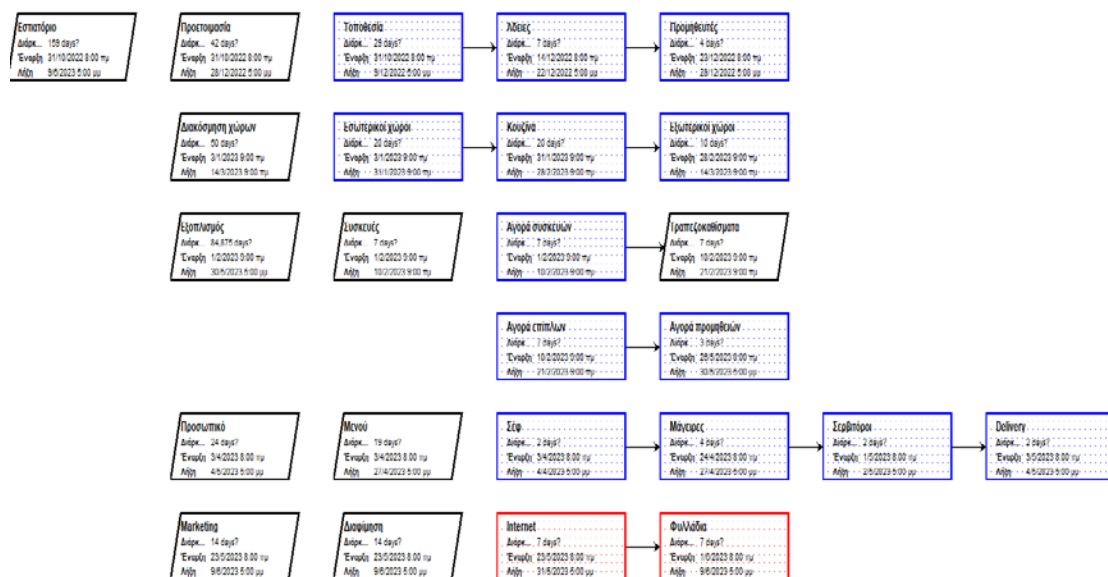 Εστιατόριο
Διάρκ... 159 days?
Έναρξη 31/10/2022 8:00 πμ
Λήξη 9/6/2023 5:00 μμ
Προετοιμασία
Διάρκ... 42 days?
Έναρξη 31/10/2022 8:00 πμ
Λήξη 28/12/2022 5:00 μμ
Τοποθεσία
Διάρκ... 29 days?
Έναρξη 31/10/2022 8:00 πμ
Λήξη 9/12/2022 5:00 μμ
Άδειες
Διάρκ... 7 days?
Έναρξη 14/12/2022 8:00 πμ
Λήξη 22/12/2022 5:00 μμ
Προμηθευτές
Διάρκ... 4 days?
Έναρξη 23/12/2022 8:00 πμ
Λήξη 28/12/2022 5:00 μμ
Διακόσμηση χώρων
Διάρκ... 50 days?
Έναρξη 3/1/2023 9:00 πμ
Λήξη 14/3/2023 9:00 πμ
Εσωτερικοί χώροι
Διάρκ... 20 days?
Έναρξη 3/1/2023 9:00 πμ
Λήξη 31/1/2023 9:00 πμ
Κουζίνα
Διάρκ... 20 days?
Έναρξη 31/1/2023 9:00 πμ
Λήξη 28/2/2023 9:00 πμ
Εξωτερικοί χώροι
Διάρκ... 10 days?
Έναρξη 28/2/2023 9:00 πμ
Λήξη 14/3/2023 9:00 πμ
Εξοπλισμός
Διάρκ... 84,875 days?
Έναρξη 1/2/2023 9:00 πμ
Λήξη 30/5/2023 5:00 μμ
Συσκευές
Διάρκ... 7 days?
Έναρξη 1/2/2023 9:00 πμ
Λήξη 10/2/2023 9:00 πμ
Αγορά συσκευών
Διάρκ... 7 days?
Έναρξη 1/2/2023 9:00 πμ
Λήξη 10/2/2023 9:00 πμ
Τραπεζοκαθίσματα
Διάρκ... 7 days?
Έναρξη 10/2/2023 9:00 πμ
Λήξη 21/2/2023 9:00 πμ
Αγορά επίπλων
Διάρκ... 7 days?
Έναρξη 10/2/2023 9:00 πμ
Λήξη 21/2/2023 9:00 πμ
Αγορά προμηθειών
Διάρκ... 3 days?
Έναρξη 26/5/2023 8:00 πμ
Λήξη 30/5/2023 5:00 μμ
Προσωπικό
Διάρκ... 24 days?
Έναρξη 3/4/2023 8:00 πμ
Λήξη 4/5/2023 5:00 μμ
Μενού
Διάρκ... 19 days?
Έναρξη 3/4/2023 8:00 πμ
Λήξη 27/4/2023 5:00 μμ
Σέφ
Διάρκ... 2 days?
Έναρξη 3/4/2023 8:00 πμ
Λήξη 4/4/2023 5:00 μμ
Μάγειρες
Διάρκ... 4 days?
Έναρξη 24/4/2023 8:00 πμ
Λήξη 27/4/2023 5:00 μμ
Σερβιτόροι
Διάρκ... 2 days?
Έναρξη 1/5/2023 8:00 πμ
Λήξη 2/5/2023 5:00 μμ
Delivery
Διάρκ... 2 days?
Έναρξη 3/5/2023 8:00 πμ
Λήξη 4/5/2023 5:00 μμ
Marketing
Διάρκ... 14 days?
Έναρξη 23/5/2023 8:00 πμ
Λήξη 9/6/2023 5:00 μμ
Διαφίμηση
Διάρκ... 14 days?
Έναρξη 23/5/2023 8:00 πμ
Λήξη 9/6/2023 5:00 μμ
Internet
Διάρκ... 7 days?
Έναρξη 23/5/2023 8:00 πμ
Λήξη 31/5/2023 5:00 μμ
Φυλλάδια
Διάρκ... 7 days?
Έναρξη 1/6/2023 8:00 πμ
Λήξη 9/6/2023 5:00 μμ